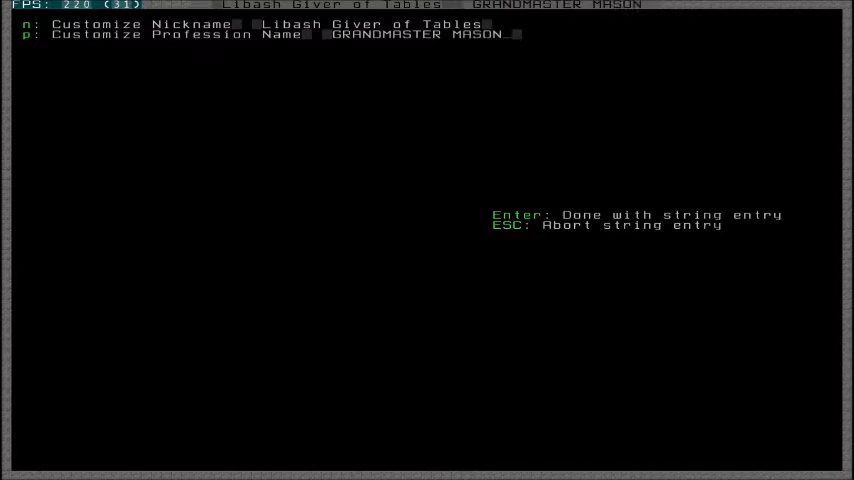 FPS: 220 (31) Libash Giver of Tables GRANDMASTER MASON
n: Customize Nickname Libash Giver of Tables
p: Customize Profession Name GRANDMASTER MASON_
Enter: Done with string entry
ESC: Abort string entry